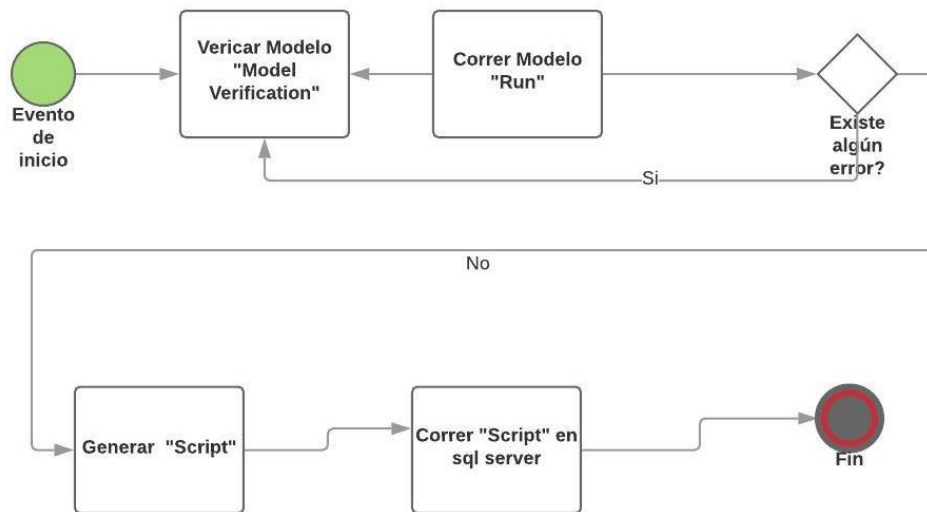 Vericar Modelo
"Model
Verification"
Correr Modelo
"Run"
Evento
de
inicio
Existe
algún
error?
Si
No
Generar "Script"
Correr "Script" en
sql server
Fin